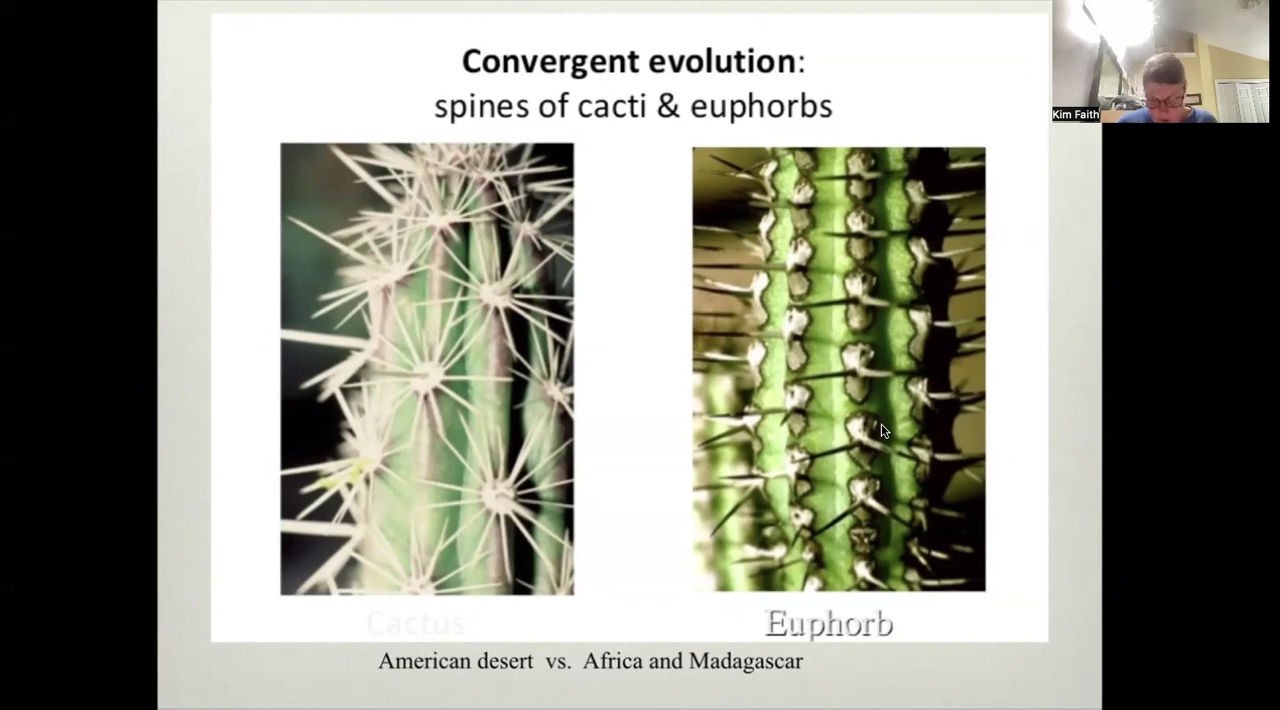 Convergent evolution:
spines of cacti & euphorbs
Kim Faith
Cactus
Euphorb
American desert vs. Africa and Madagascar